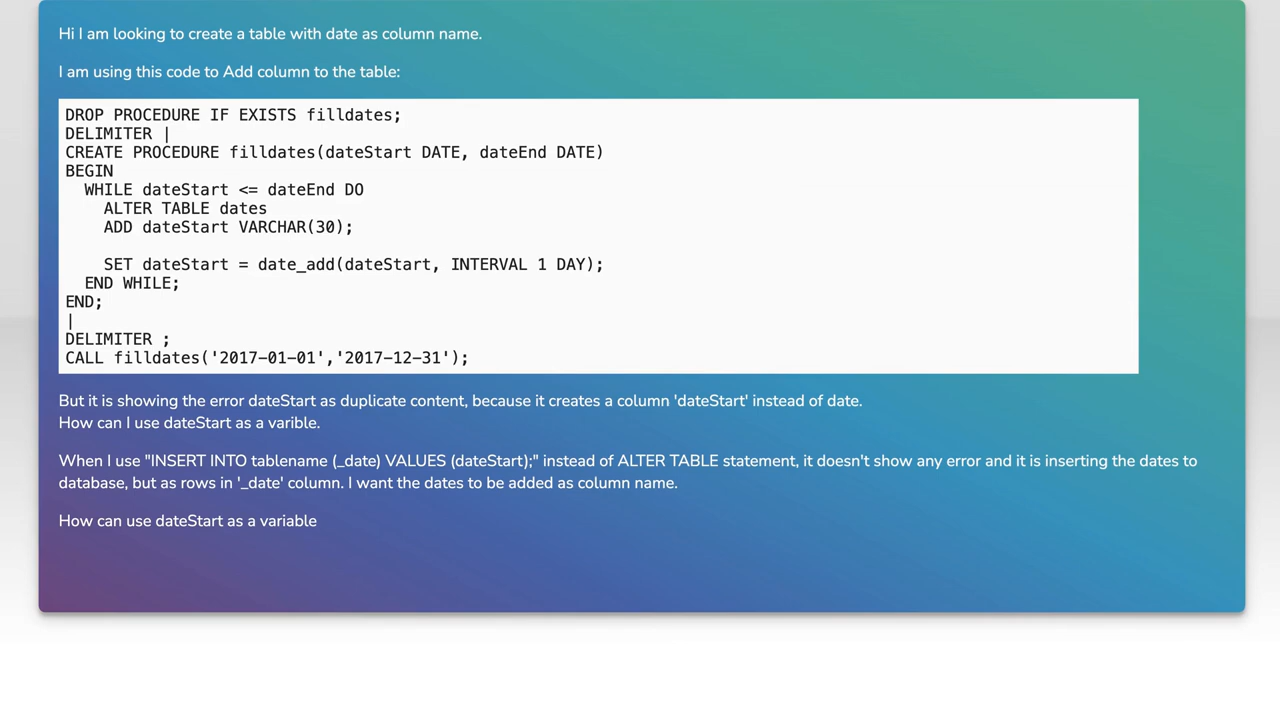 Hi I am looking to create a table with date as column name.
I am using this code to Add column to the table:
DROP PROCEDURE IF EXISTS filldates;
DELIMITER |
CREATE PROCEDURE filldates(dateStart DATE, dateEnd DATE)
BEGIN
  WHILE dateStart <= dateEnd DO
    ALTER TABLE dates
    ADD dateStart VARCHAR(30);
    SET dateStart = date_add(dateStart, INTERVAL 1 DAY);
  END WHILE;
END;
|
DELIMITER ;
CALL filldates('2017-01-01','2017-12-31');
But it is showing the error dateStart as duplicate content, because it creates a column 'dateStart' instead of date.
How can I use dateStart as a varible.
When I use "INSERT INTO tablename (_date) VALUES (dateStart);" instead of ALTER TABLE statement, it doesn't show any error and it is inserting the dates to
database, but as rows in '_date' column. I want the dates to be added as column name.
How can use dateStart as a variable